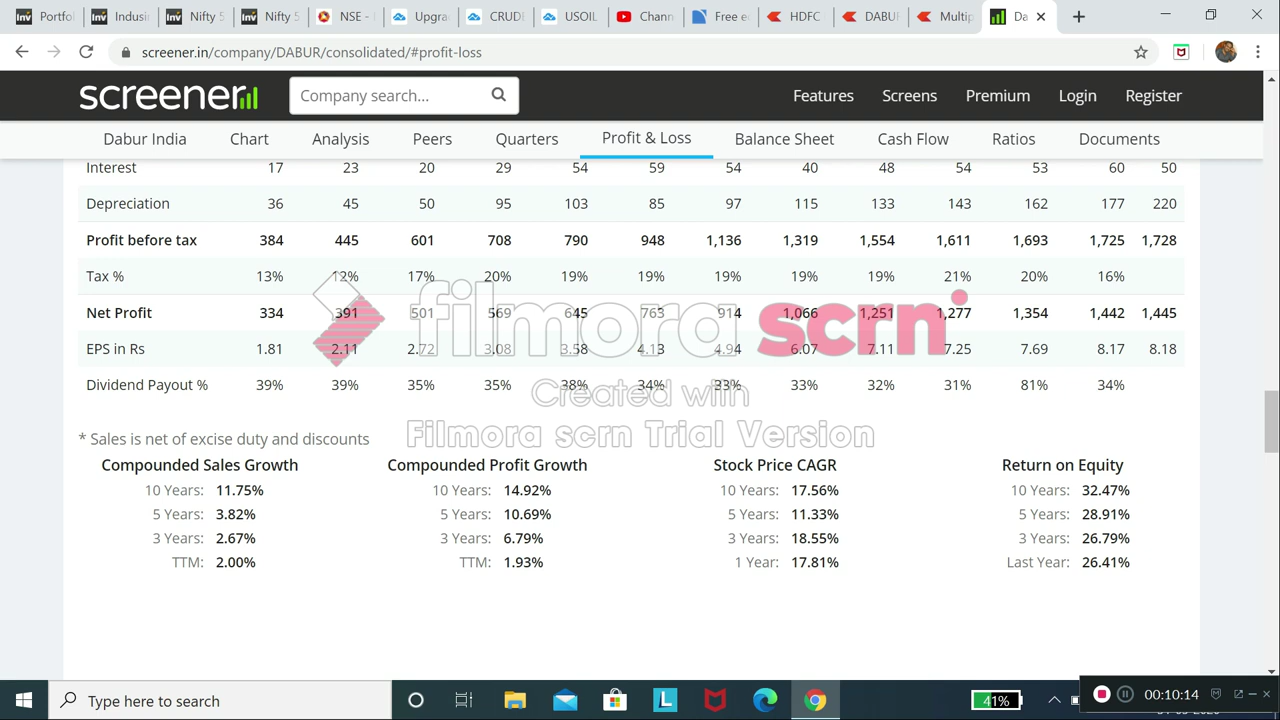 Portfo Indusi Nifty 5 Nifty 5 NSE - Upgra CRUDE USOIL Chann Free e HDFC DABUR Multip Da
screener.in/company/DABUR/consolidated/#profit-loss
screener Company search... Features Screens Premium Login Register
Dabur India Chart Analysis Peers Quarters Profit & Loss Balance Sheet Cash Flow Ratios Documents
Interest 17 23 20 29 54 59 54 40 48 54 53 60 50
Depreciation 36 45 50 95 103 85 97 115 133 143 162 177 220
Profit before tax 384 445 601 708 790 948 1,136 1,319 1,554 1,611 1,693 1,725 1,728
Tax % 13% 12% 17% 20% 19% 19% 19% 19% 19% 21% 20% 16%
Net Profit 334 391 501 569 645 763 914 1,066 1,251 1,277 1,354 1,442 1,445
filmora scrn
EPS in Rs 1.81 2.11 2.72 3.08 3.58 4.13 4.94 6.07 7.11 7.25 7.69 8.17 8.18
Dividend Payout % 39% 39% 35% 35% 38% 34% 33% 33% 32% 31% 81% 34%
Created with
Filmora scrn Trial Version
* Sales is net of excise duty and discounts
Compounded Sales Growth Compounded Profit Growth Stock Price CAGR Return on Equity
10 Years: 11.75% 10 Years: 14.92% 10 Years: 17.56% 10 Years: 32.47%
5 Years: 3.82% 5 Years: 10.69% 5 Years: 11.33% 5 Years: 28.91%
3 Years: 2.67% 3 Years: 6.79% 3 Years: 18.55% 3 Years: 26.79%
TTM: 2.00% TTM: 1.93% 1 Year: 17.81% Last Year: 26.41%
Type here to search 41% 00:10:14